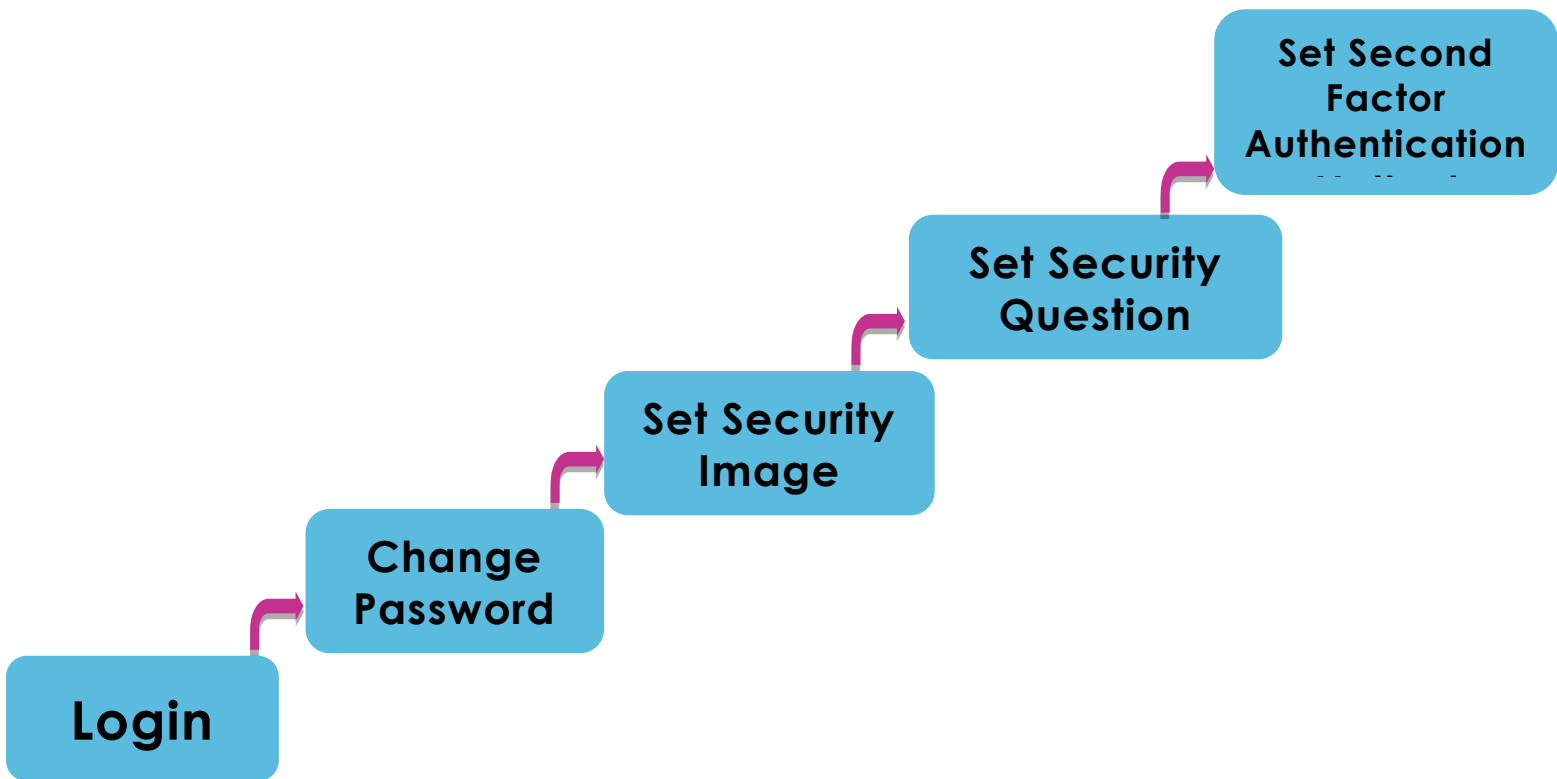 Login
Change
Password
Set Security
Image
Set Security
Question
Set Second
Factor
Authentication